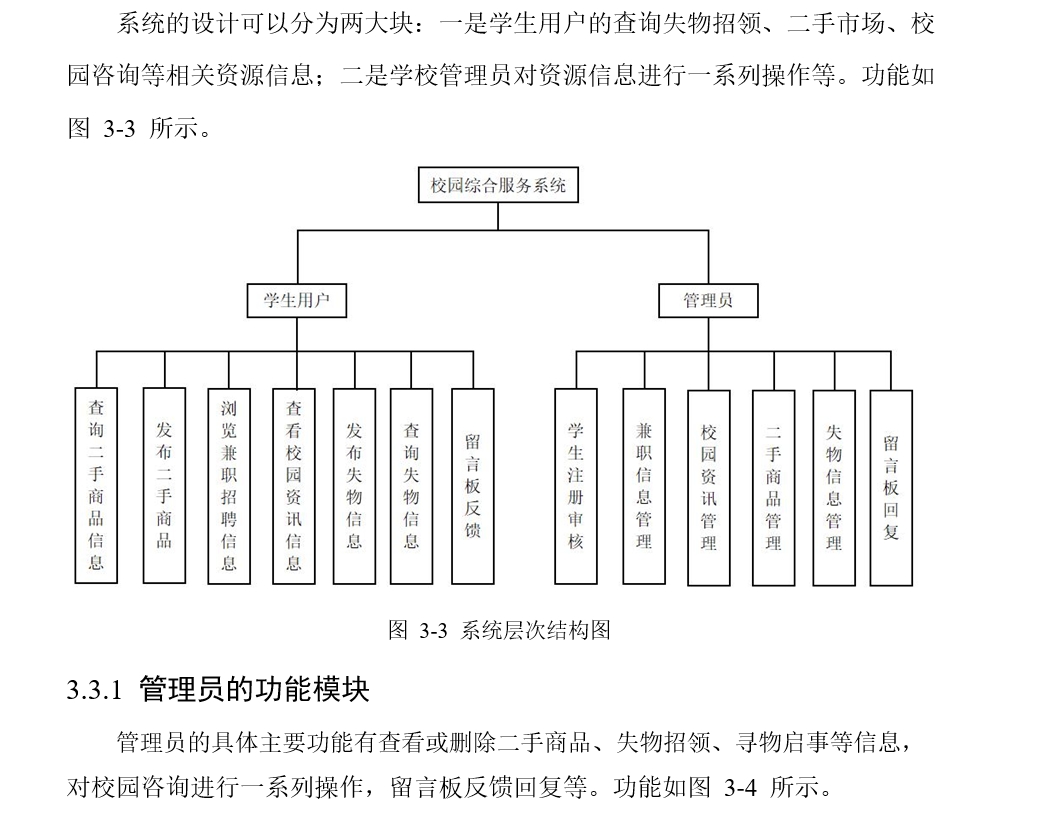 系统的设计可以分为两大块：一是学生用户的查询失物招领、二手市场、校
园咨询等相关资源信息；二是学校管理员对资源信息进行一系列操作等。功能如
图 3-3 所示。
校园综合服务系统
学生用户
管理员
查询二手商品信息
发布二手商品
浏览兼职招聘信息
查看校园资讯信息
发布失物信息
查询失物信息
留言板反馈
学生注册审核
兼职信息管理
校园资讯管理
二手商品管理
失物信息管理
留言板回复
图 3-3 系统层次结构图
3.3.1 管理员的功能模块
管理员的具体主要功能有查看或删除二手商品、失物招领、寻物启事等信息，
对校园咨询进行一系列操作，留言板反馈回复等。功能如图 3-4 所示。